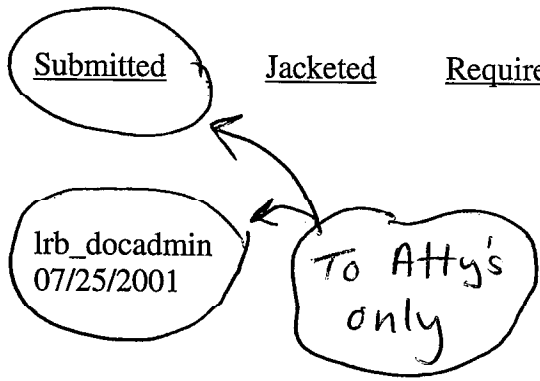 Submitted Jacketed Require
lrb_docadmin
07/25/2001
To Atty's
only